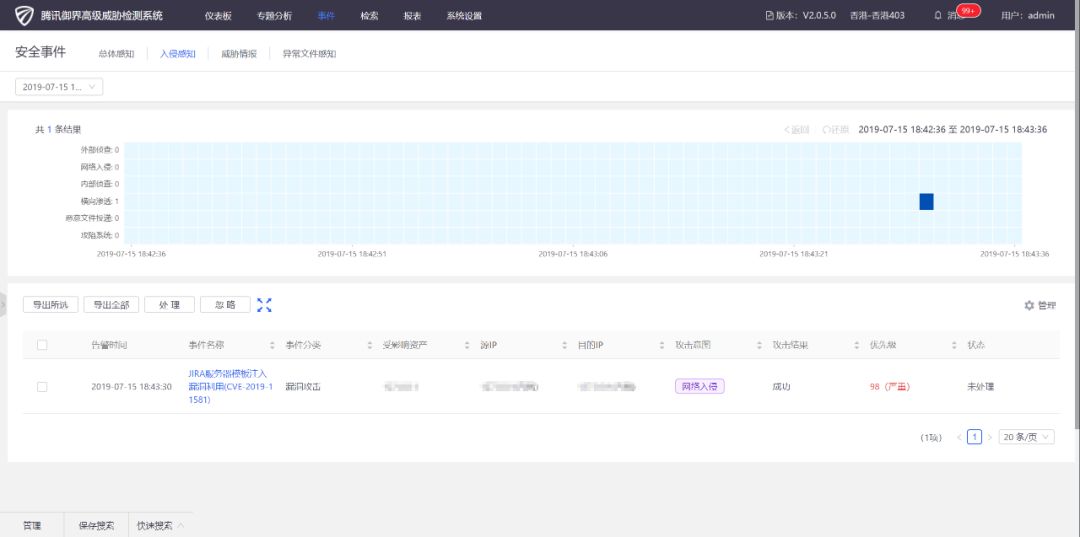 腾讯御界高级威胁检测系统 仪表板 专题分析 事件 检索 报表 系统设置 版本：V2.0.5.0 香港-香港403 消息 99+ 用户：admin
安全事件 总体感知 入侵感知 威胁情报 异常文件感知
2019-07-15 1...
共 1 条结果 返回 还原 2019-07-15 18:42:36 至 2019-07-15 18:43:36
外部侦查: 0
网络入侵: 0
内部侦查: 0
横向渗透: 1
恶意文件投递: 0
攻陷系统: 0
2019-07-15 18:42:36 2019-07-15 18:42:51 2019-07-15 18:43:06 2019-07-15 18:43:21 2019-07-15 18:43:36
导出所选 导出全部 处 理 忽 略 管理
告警时间 事件名称 事件分类 受影响资产 源IP 目的IP 攻击意图 攻击结果 优先级 状态
2019-07-15 18:43:30 JIRA服务器模板注入 漏洞攻击 网络入侵 成功 98（严重） 未处理
漏洞利用(CVE-2019-1
1581)
(1项) 1 20 条/页
管理 保存搜索 快速搜索